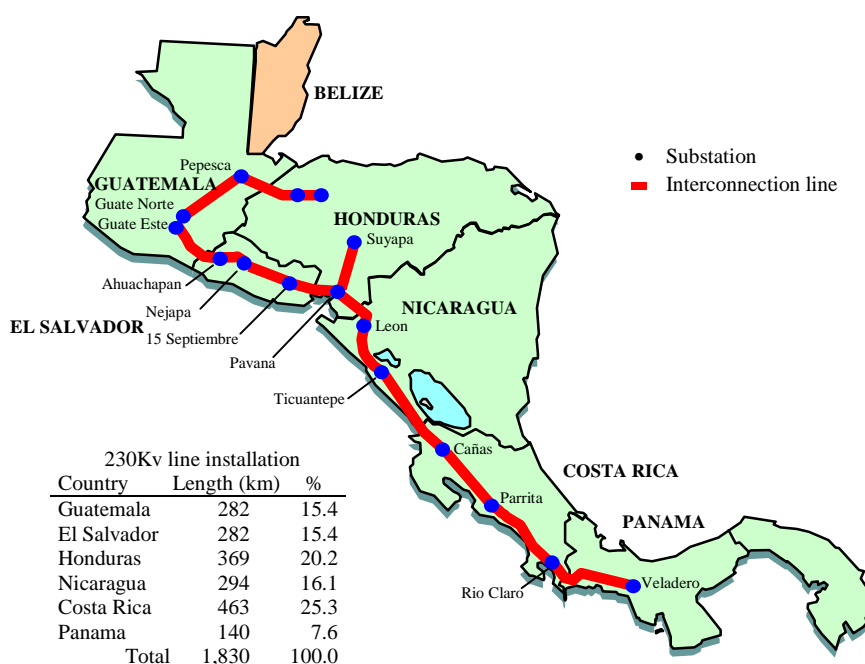 BELIZE
Substation
Interconnection line
Pepesca
GUATEMALA
Guate Norte
Guate Este
HONDURAS
Suyapa
Ahuachapan
NICARAGUA
Nejapa
EL SALVADOR
15 Septiembre
Leon
Pavana
Ticuantepe
Cañas
COSTA RICA
Parrita
PANAMA
Rio Claro
Veladero
230Kv line installation
Country Length (km) %
Guatemala 282 15.4
El Salvador 282 15.4
Honduras 369 20.2
Nicaragua 294 16.1
Costa Rica 463 25.3
Panama 140 7.6
Total 1,830 100.0